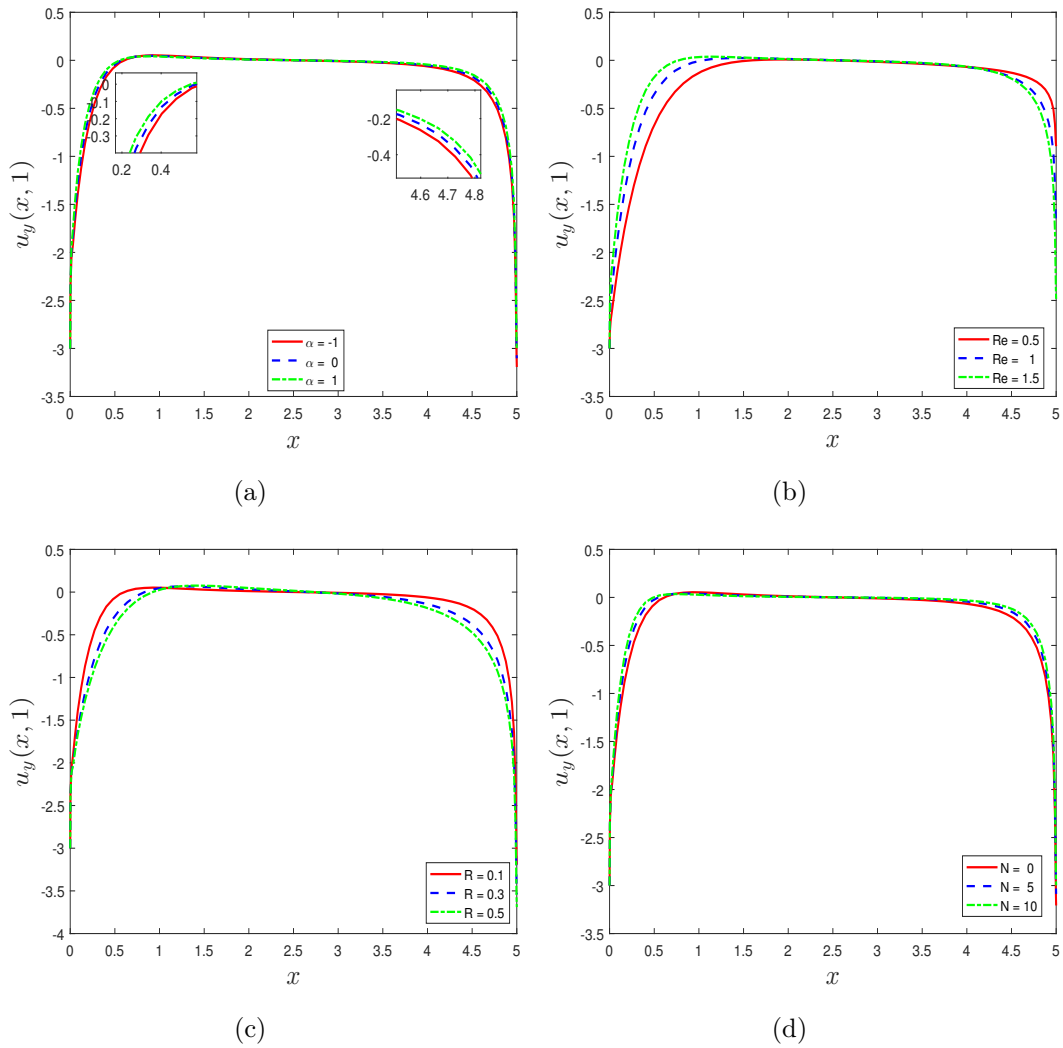 0.5
0
-0.5
-1
-1.5
-2
-2.5
-3
-3.5
u_y(x, 1)
0
-0.1
-0.2
-0.3
0.2 0.4
-0.2
-0.4
4.6 4.7 4.8
α = -1
α = 0
α = 1
0 0.5 1 1.5 2 2.5 3 3.5 4 4.5 5
x
(a)
0.5
0
-0.5
-1
-1.5
-2
-2.5
-3
-3.5
u_y(x, 1)
Re = 0.5
Re = 1
Re = 1.5
0 0.5 1 1.5 2 2.5 3 3.5 4 4.5 5
x
(b)
0.5
0
-0.5
-1
-1.5
-2
-2.5
-3
-3.5
-4
u_y(x, 1)
R = 0.1
R = 0.3
R = 0.5
0 0.5 1 1.5 2 2.5 3 3.5 4 4.5 5
x
(c)
0.5
0
-0.5
-1
-1.5
-2
-2.5
-3
-3.5
u_y(x, 1)
N = 0
N = 5
N = 10
0 0.5 1 1.5 2 2.5 3 3.5 4 4.5 5
x
(d)